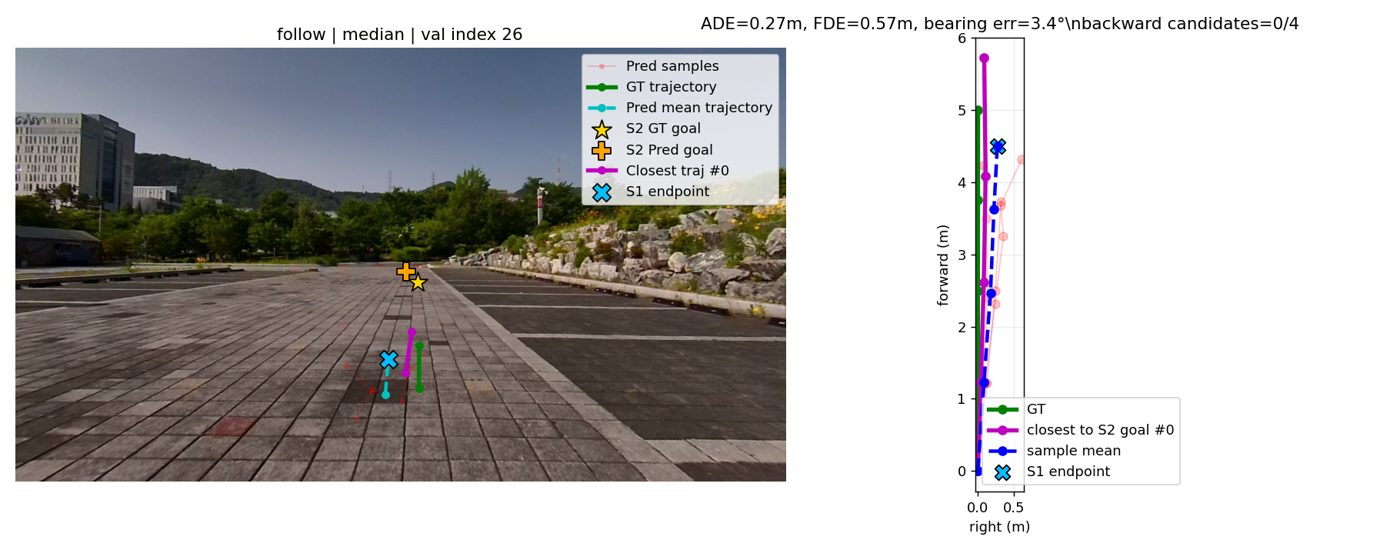 follow | median | val index 26
Pred samples
GT trajectory
Pred mean trajectory
S2 GT goal
S2 Pred goal
Closest traj #0
S1 endpoint
ADE=0.27m, FDE=0.57m, bearing err=3.4°\nbackward candidates=0/4
6
5
4
3
2
1
0
forward (m)
GT
closest to S2 goal #0
sample mean
S1 endpoint
0.0 0.5
right (m)